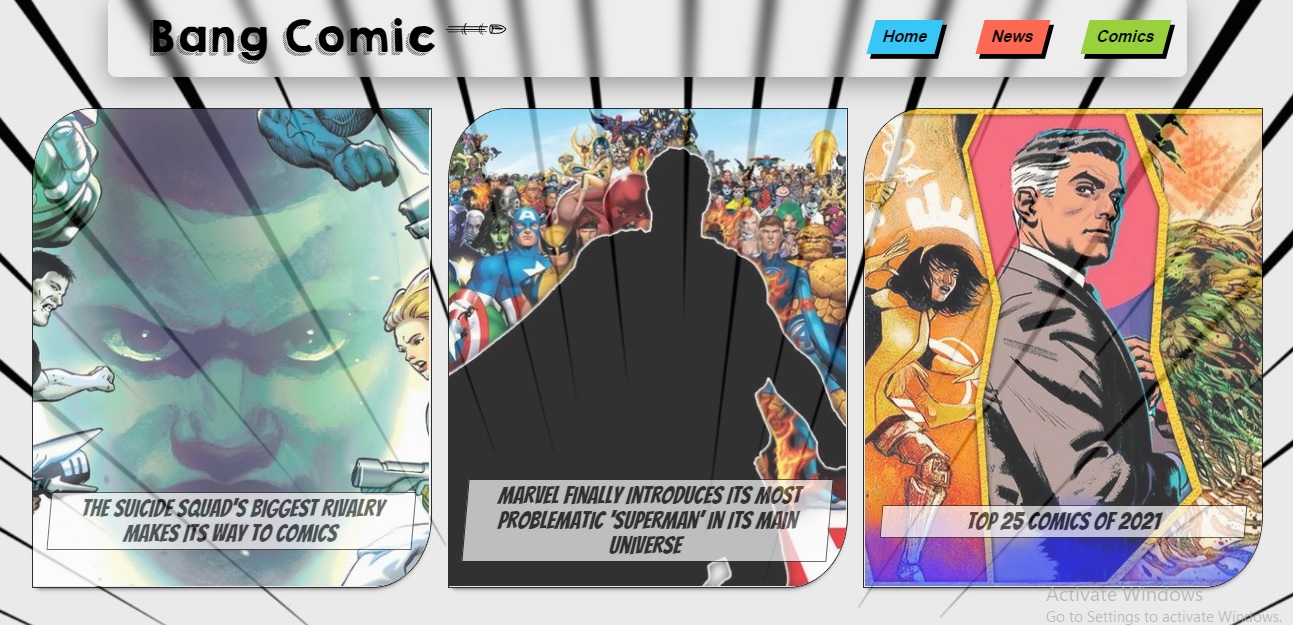 Bang Comic
Home
News
Comics
THE SUICIDE SQUAD'S BIGGEST RIVALRY
MAKES ITS WAY TO COMICS
MARVEL FINALLY INTRODUCES ITS MOST
PROBLEMATIC 'SUPERMAN' IN ITS MAIN
UNIVERSE
TOP 25 COMICS OF 2021
Activate Windows
Go to Settings to activate Windows.